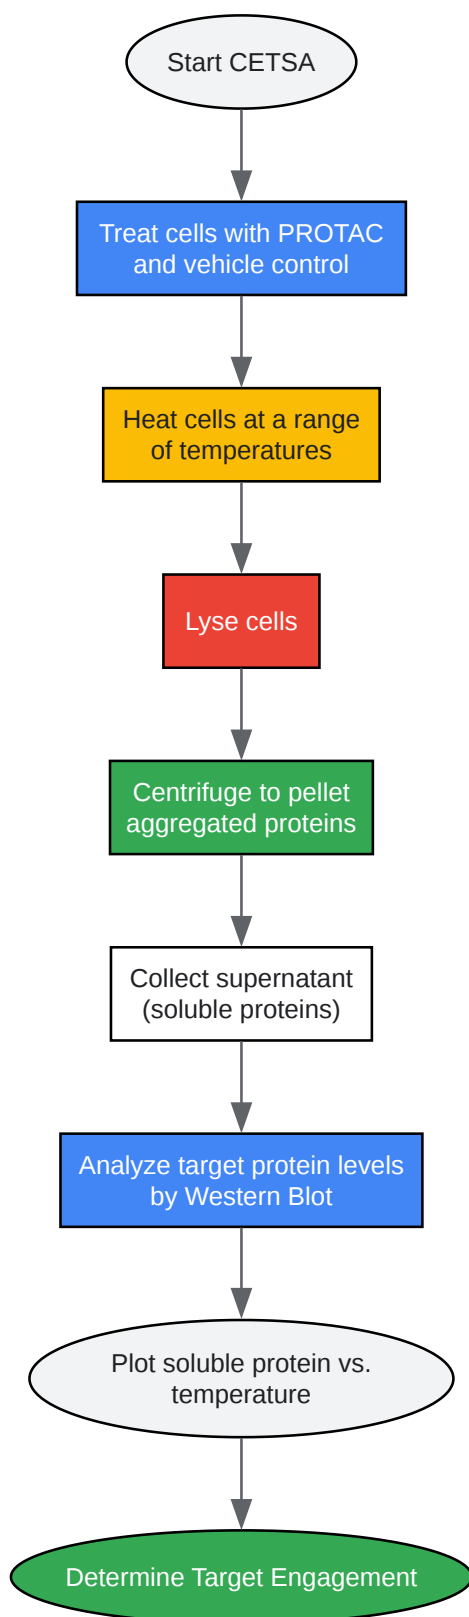 Start CETSA
Treat cells with PROTAC
and vehicle control
Heat cells at a range
of temperatures
Lyse cells
Centrifuge to pellet
aggregated proteins
Collect supernatant
(soluble proteins)
Analyze target protein levels
by Western Blot
Plot soluble protein vs.
temperature
Determine Target Engagement